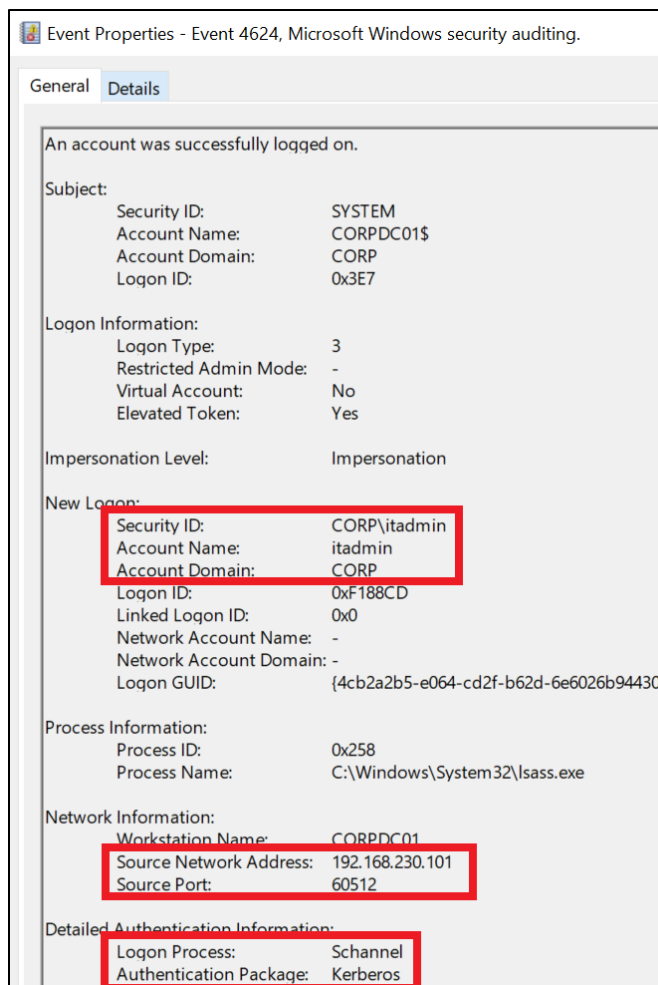 Event Properties - Event 4624, Microsoft Windows security auditing.
General Details
An account was successfully logged on.
Subject:
Security ID: SYSTEM
Account Name: CORPDC01$
Account Domain: CORP
Logon ID: 0x3E7
Logon Information:
Logon Type: 3
Restricted Admin Mode: -
Virtual Account: No
Elevated Token: Yes
Impersonation Level: Impersonation
New Logon:
Security ID: CORP\itadmin
Account Name: itadmin
Account Domain: CORP
Logon ID: 0xF188CD
Linked Logon ID: 0x0
Network Account Name: -
Network Account Domain: -
Logon GUID: {4cb2a2b5-e064-cd2f-b62d-6e6026b94430
Process Information:
Process ID: 0x258
Process Name: C:\Windows\System32\lsass.exe
Network Information:
Workstation Name: CORPDC01
Source Network Address: 192.168.230.101
Source Port: 60512
Detailed Authentication Information:
Logon Process: Schannel
Authentication Package: Kerberos